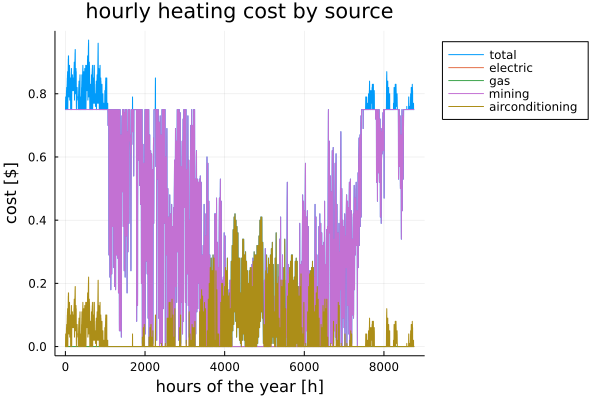 hourly heating cost by source
total
electric
gas
mining
airconditioning
cost [$]
0.8
0.6
0.4
0.2
0.0
0
2000
4000
6000
8000
hours of the year [h]